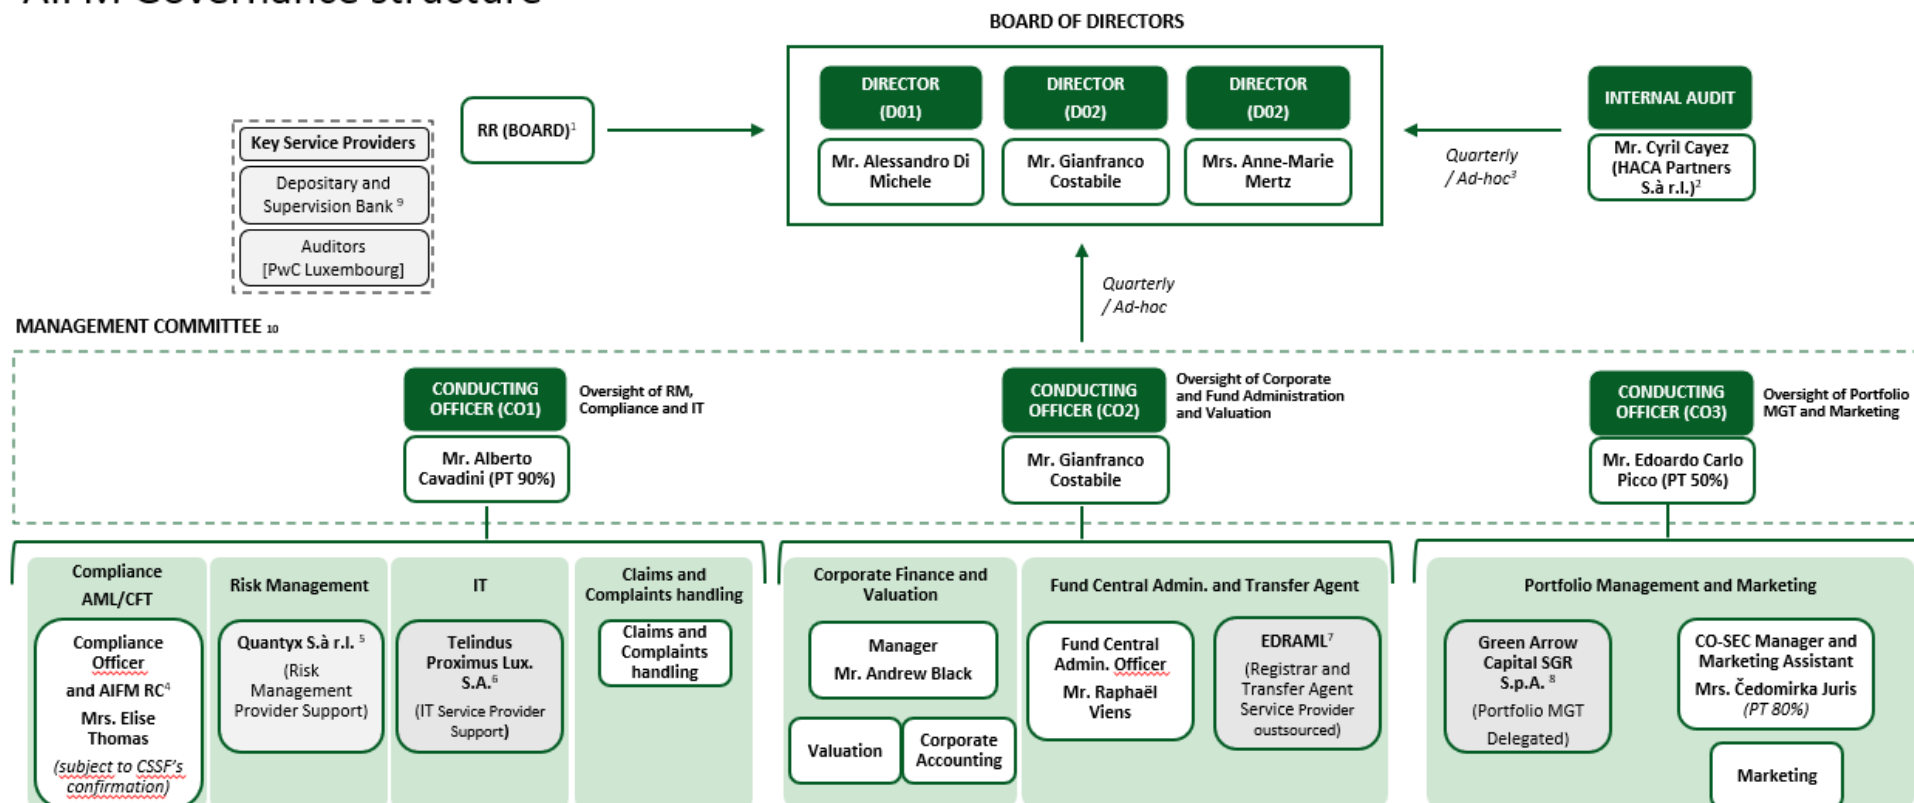 AIFM Governance structure
BOARD OF DIRECTORS
DIRECTOR
(D01)
Mr. Alessandro Di
Michele
DIRECTOR
(D02)
Mr. Gianfranco
Costabile
DIRECTOR
(D02)
Mrs. Anne-Marie
Mertz
INTERNAL AUDIT
Mr. Cyril Cayez
(HACA Partners
S.à r.l.)²
Quarterly
/ Ad-hoc³
RR (BOARD)¹
Key Service Providers
Depositary and
Supervision Bank ⁹
Auditors
[PwC Luxembourg]
Quarterly
/ Ad-hoc
MANAGEMENT COMMITTEE ₁₀
CONDUCTING
OFFICER (CO1)
Oversight of RM,
Compliance and IT
Mr. Alberto
Cavadini (PT 90%)
CONDUCTING
OFFICER (CO2)
Oversight of Corporate
and Fund Administration
and Valuation
Mr. Gianfranco
Costabile
CONDUCTING
OFFICER (CO3)
Oversight of Portfolio
MGT and Marketing
Mr. Edoardo Carlo
Picco (PT 50%)
Compliance
AML/CFT
Compliance
Officer
and AIFM RC⁴
Mrs. Elise
Thomas
(subject to CSSF's
confirmation)
Risk Management
Quantyx S.à r.l. ⁵
(Risk
Management
Provider Support)
IT
Telindus
Proximus Lux.
S.A.⁶
(IT Service Provider
Support)
Claims and
Complaints handling
Claims and
Complaints
handling
Corporate Finance and
Valuation
Manager
Mr. Andrew Black
Valuation
Corporate
Accounting
Fund Central Admin. and Transfer Agent
Fund Central
Admin. Officer
Mr. Raphaël
Viens
EDRAML⁷
(Registrar and
Transfer Agent
Service Provider
oustsourced)
Portfolio Management and Marketing
Green Arrow
Capital SGR
S.p.A. ⁸
(Portfolio MGT
Delegated)
CO-SEC Manager and
Marketing Assistant
Mrs. Čedomirka Juris
(PT 80%)
Marketing